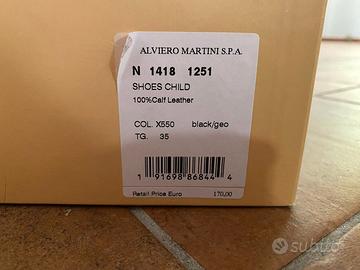 ALVIERO MARTINI S.P.A.
N 1418 1251
SHOES CHILD
100%Calf Leather
COL. X550 black/geo
TG. 35
1 91698 86844 4
Retail Price Euro 170,00
subito